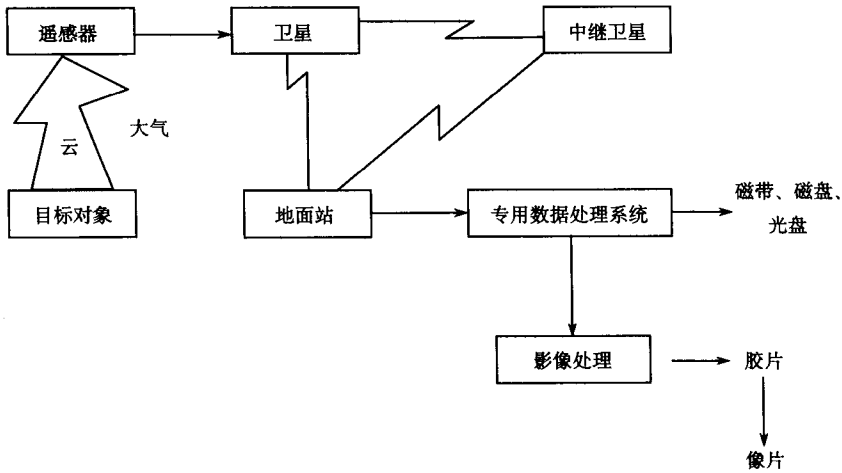 遥感器
卫星
中继卫星
云
大气
目标对象
地面站
专用数据处理系统
磁带、磁盘、
光盘
影像处理
胶片
像片